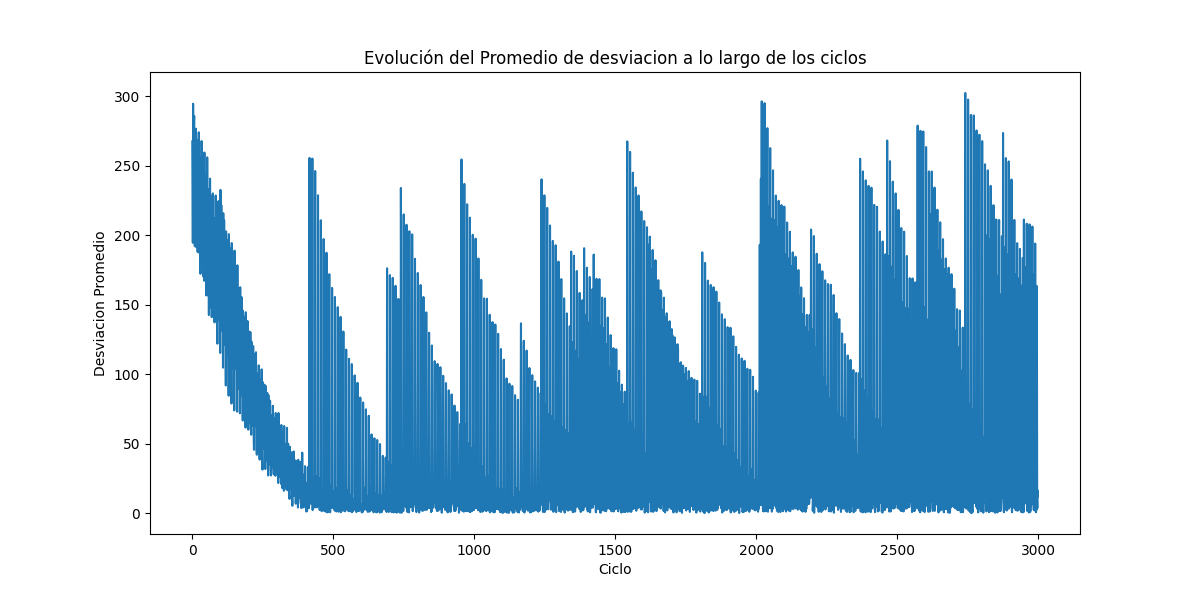 Evolución del Promedio de desviacion a lo largo de los ciclos
Desviacion Promedio
300
250
200
150
100
50
0
0 500 1000 1500 2000 2500 3000
Ciclo